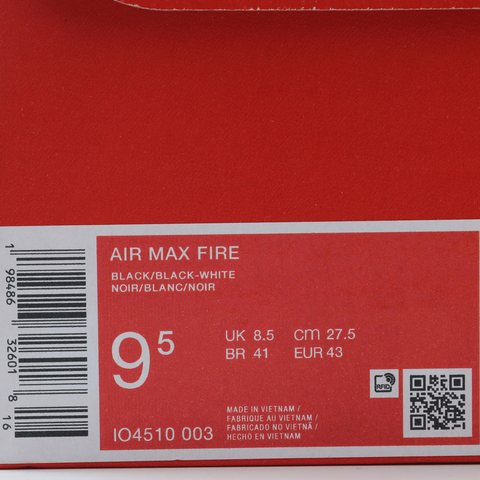 AIR MAX FIRE
BLACK/BLACK-WHITE
NOIR/BLANC/NOIR
9 5
UK 8.5 CM 27.5
BR 41 EUR 43
RFID
MADE IN VIETNAM /
FABRIQUE AU VIETNAM /
FABRICADO NO VIETNÃ /
HECHO EN VIETNAM
IO4510 003
1 98486 32601 8 16